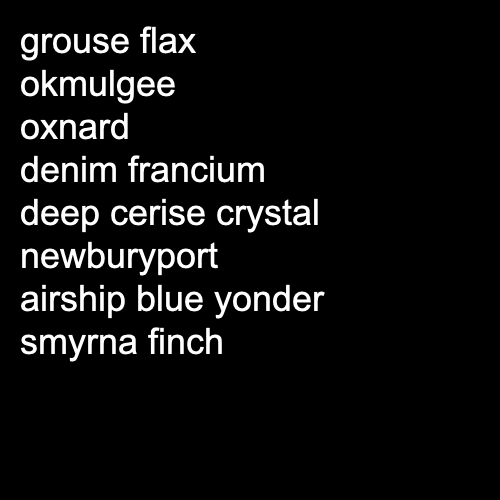 grouse flax
okmulgee
oxnard
denim francium
deep cerise crystal
newburyport
airship blue yonder
smyrna finch